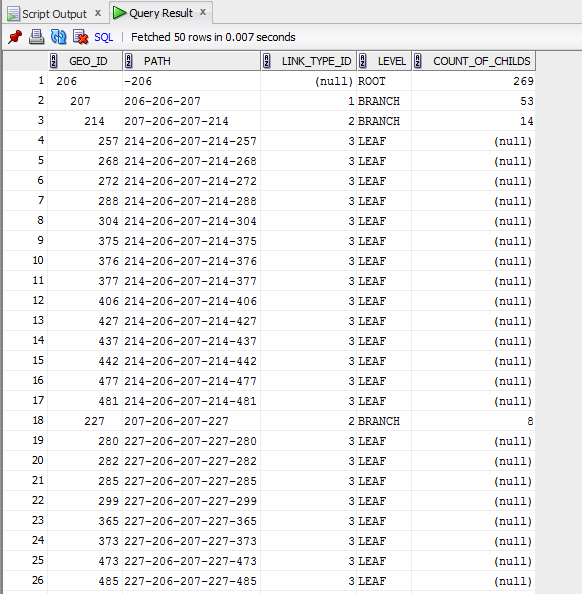 Script Output x Query Result x
SQL | Fetched 50 rows in 0.007 seconds
GEO_ID PATH LINK_TYPE_ID LEVEL COUNT_OF_CHILDS
1 206 -206 (null) ROOT 269
2 207 206-206-207 1 BRANCH 53
3 214 207-206-207-214 2 BRANCH 14
4 257 214-206-207-214-257 3 LEAF (null)
5 268 214-206-207-214-268 3 LEAF (null)
6 272 214-206-207-214-272 3 LEAF (null)
7 288 214-206-207-214-288 3 LEAF (null)
8 304 214-206-207-214-304 3 LEAF (null)
9 375 214-206-207-214-375 3 LEAF (null)
10 376 214-206-207-214-376 3 LEAF (null)
11 377 214-206-207-214-377 3 LEAF (null)
12 406 214-206-207-214-406 3 LEAF (null)
13 427 214-206-207-214-427 3 LEAF (null)
14 437 214-206-207-214-437 3 LEAF (null)
15 442 214-206-207-214-442 3 LEAF (null)
16 477 214-206-207-214-477 3 LEAF (null)
17 481 214-206-207-214-481 3 LEAF (null)
18 227 207-206-207-227 2 BRANCH 8
19 280 227-206-207-227-280 3 LEAF (null)
20 282 227-206-207-227-282 3 LEAF (null)
21 285 227-206-207-227-285 3 LEAF (null)
22 299 227-206-207-227-299 3 LEAF (null)
23 365 227-206-207-227-365 3 LEAF (null)
24 373 227-206-207-227-373 3 LEAF (null)
25 473 227-206-207-227-473 3 LEAF (null)
26 485 227-206-207-227-485 3 LEAF (null)